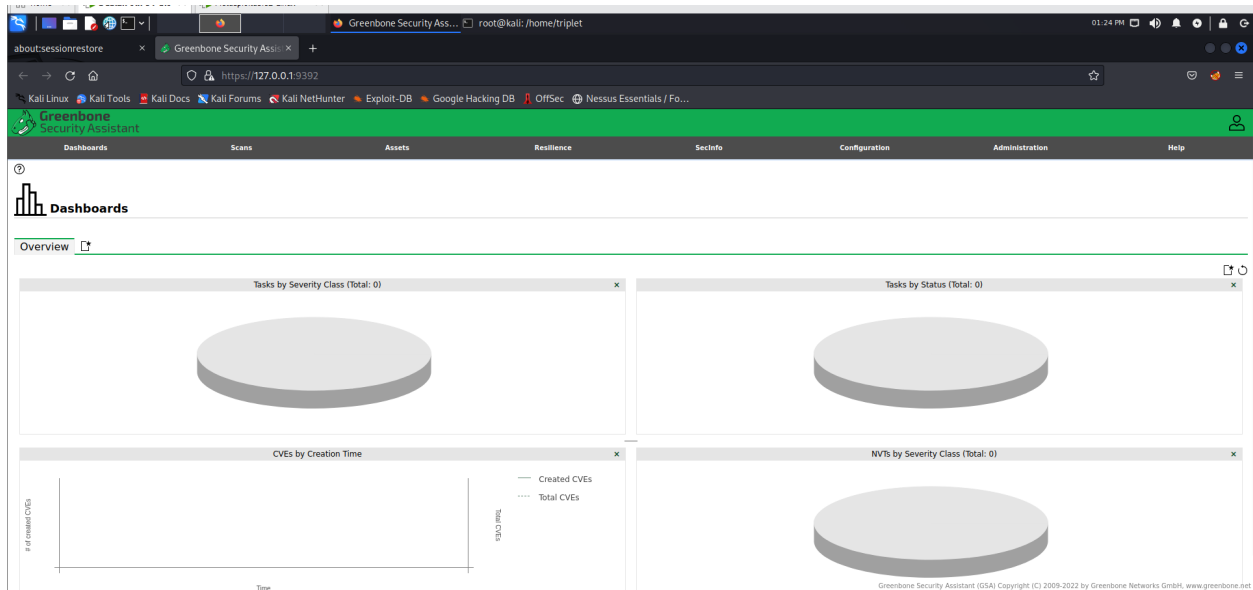 Greenbone Security Ass...
root@kali: /home/triplet
01:24 PM
about:sessionrestore
Greenbone Security Assis
https://127.0.0.1:9392
Kali Linux
Kali Tools
Kali Docs
Kali Forums
Kali NetHunter
Exploit-DB
Google Hacking DB
OffSec
Nessus Essentials / Fo...
Greenbone
Security Assistant
Dashboards
Scans
Assets
Resilience
SecInfo
Configuration
Administration
Help
Dashboards
Overview
Tasks by Severity Class (Total: 0)
Tasks by Status (Total: 0)
CVEs by Creation Time
NVTs by Severity Class (Total: 0)
Created CVEs
Total CVEs
# of created CVEs
Total CVEs
Time
Greenbone Security Assistant (GSA) Copyright (C) 2009-2022 by Greenbone Networks GmbH, www.greenbone.net